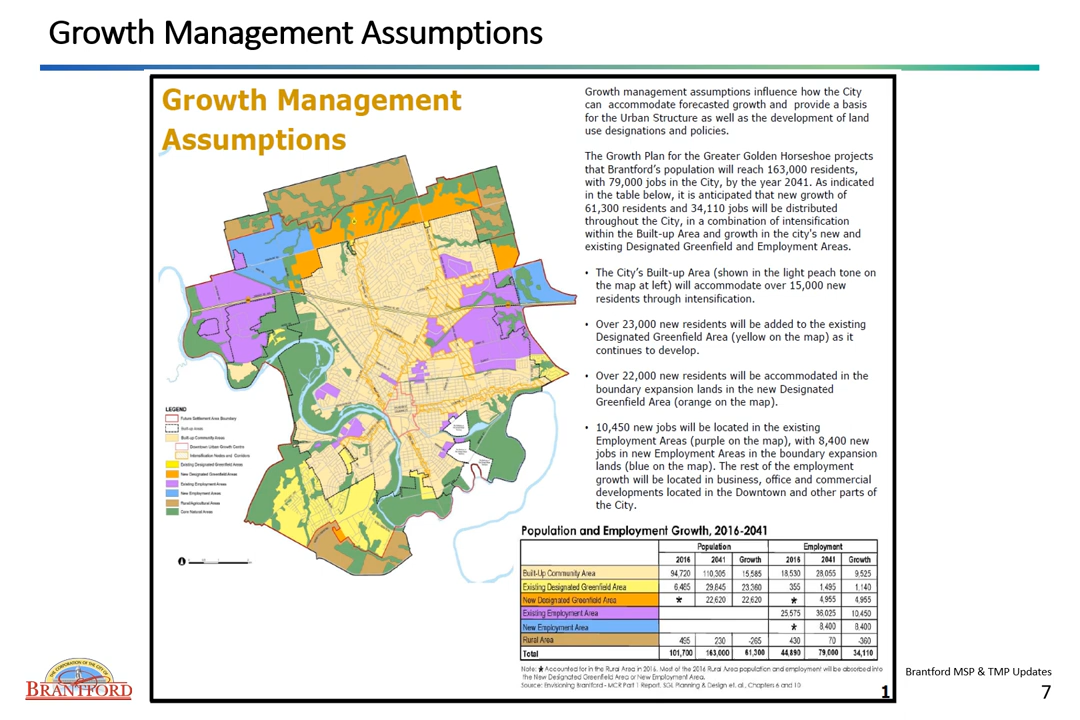 Growth Management Assumptions
Growth Management
Assumptions
Growth management assumptions influence how the City
can accommodate forecasted growth and provide a basis
for the Urban Structure as well as the development of land
use designations and policies.
The Growth Plan for the Greater Golden Horseshoe projects
that Brantford's population will reach 163,000 residents,
with 79,000 jobs in the City, by the year 2041. As indicated
in the table below, it is anticipated that new growth of
61,300 residents and 34,110 jobs will be distributed
throughout the City, in a combination of intensification
within the Built-up Area and growth in the city's new and
existing Designated Greenfield and Employment Areas.
• The City's Built-up Area (shown in the light peach tone on
the map at left) will accommodate over 15,000 new
residents through intensification.
• Over 23,000 new residents will be added to the existing
Designated Greenfield Area (yellow on the map) as it
continues to develop.
• Over 22,000 new residents will be accommodated in the
boundary expansion lands in the new Designated
Greenfield Area (orange on the map).
• 10,450 new jobs will be located in the existing
Employment Areas (purple on the map), with 8,400 new
jobs in new Employment Areas in the boundary expansion
lands (blue on the map). The rest of the employment
growth will be located in business, office and commercial
developments located in the Downtown and other parts of
the City.
LEGEND
Future Settlement Area Boundary
Built-up Areas
Built-up Community Areas
Downtown Urban Growth Centre
Intensification Nodes and Corridors
Existing Designated Greenfield Areas
New Designated Greenfield Areas
Existing Employment Areas
New Employment Areas
Rural/Agricultural Areas
Core Natural Areas
Population and Employment Growth, 2016-2041
Population Employment
2016 2041 Growth 2016 2041 Growth
Built-Up Community Area 94,720 110,305 15,585 18,530 28,055 9,525
Existing Designated Greenfield Area 6,485 29,845 23,360 355 1,495 1,140
New Designated Greenfield Area * 22,620 22,620 * 4,955 4,955
Existing Employment Area 25,575 36,025 10,450
New Employment Area * 8,400 8,400
Rural Area 495 230 -265 430 70 -360
Total 101,700 163,000 61,300 44,890 79,000 34,110
Note: * Accounted for in the Rural Area in 2016. Most of the 2016 Rural Area population and employment will be absorbed into
the New Designated Greenfield Area or New Employment Area.
Source: Envisioning Brantford - MCR Part 1 Report, SGL Planning & Design et. al., Chapters 6 and 10
1
THE CORPORATION OF THE CITY OF
BRANTFORD
Brantford MSP & TMP Updates
7